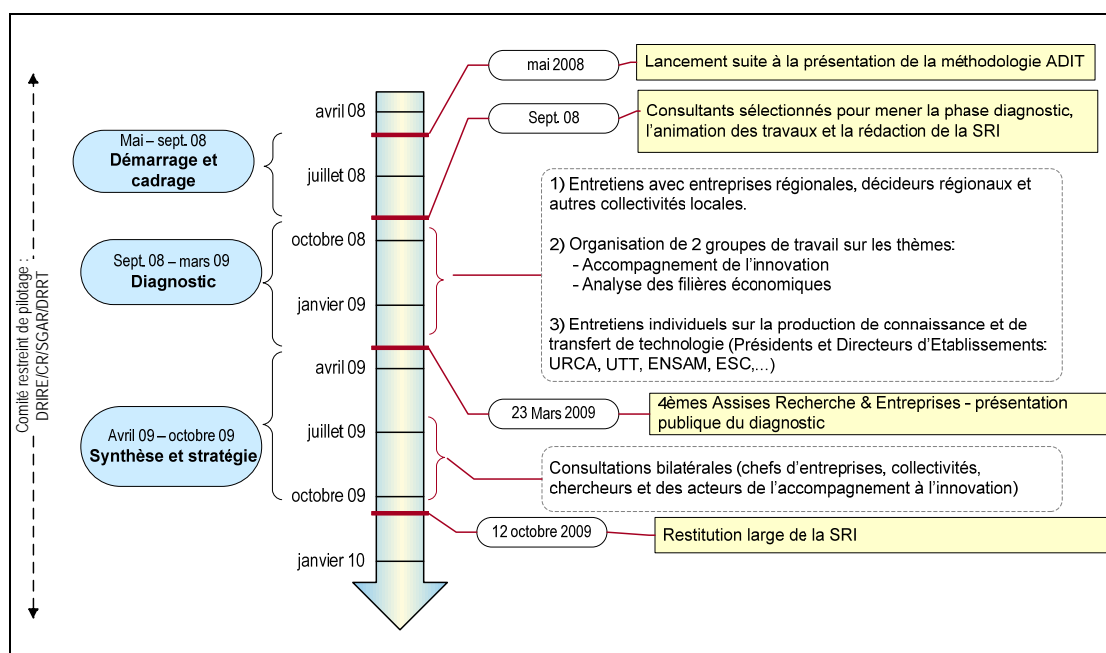 Comité restreint de pilotage :
DRIRE/CR/SGAR/DRRT
Mai – sept. 08
Démarrage et
cadrage
Sept. 08 – mars 09
Diagnostic
Avril 09 – octobre 09
Synthèse et stratégie
avril 08
juillet 08
octobre 08
janvier 09
avril 09
juillet 09
octobre 09
janvier 10
mai 2008
Lancement suite à la présentation de la méthodologie ADIT
Sept. 08
Consultants sélectionnés pour mener la phase diagnostic,
l'animation des travaux et la rédaction de la SRI
1) Entretiens avec entreprises régionales, décideurs régionaux et
autres collectivités locales.
2) Organisation de 2 groupes de travail sur les thèmes:
- Accompagnement de l'innovation
- Analyse des filières économiques
3) Entretiens individuels sur la production de connaissance et de
transfert de technologie (Présidents et Directeurs d'Etablissements:
URCA, UTT, ENSAM, ESC,...)
23 Mars 2009
4èmes Assises Recherche & Entreprises - présentation
publique du diagnostic
Consultations bilatérales (chefs d'entreprises, collectivités,
chercheurs et des acteurs de l'accompagnement à l'innovation)
12 octobre 2009
Restitution large de la SRI